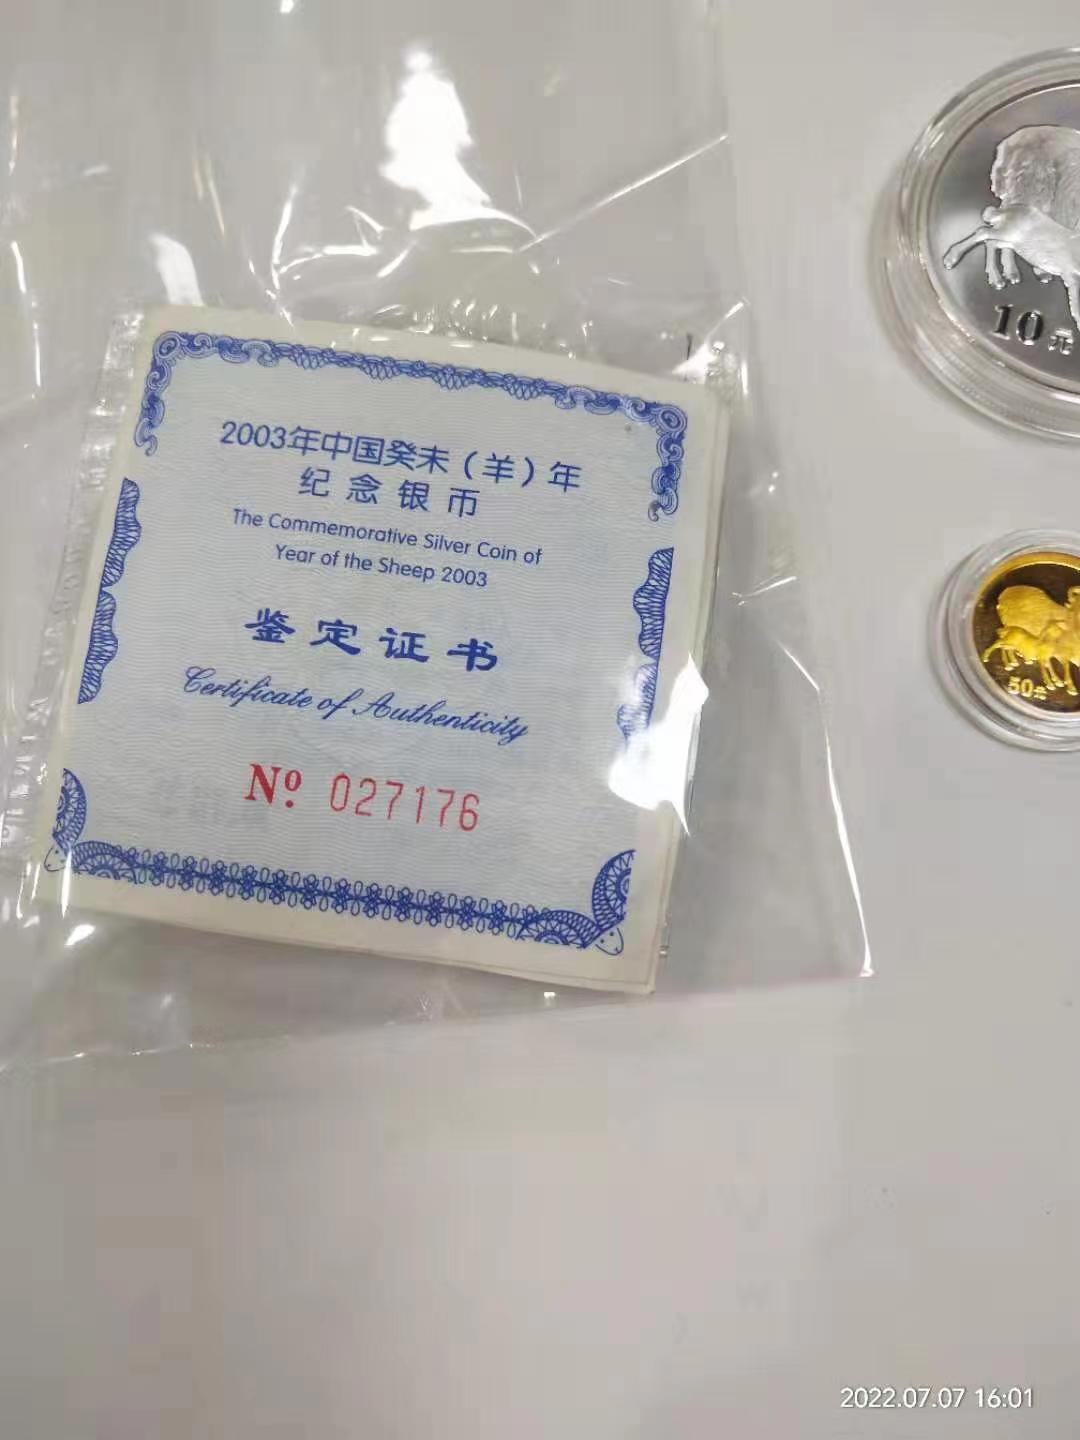 10元
2003年中国癸未（羊）年
纪念银币
The Commemorative Silver Coin of
Year of the Sheep 2003
鉴定证书
Certificate of Authenticity
Nº 027176
50元
2022.07.07 16:01